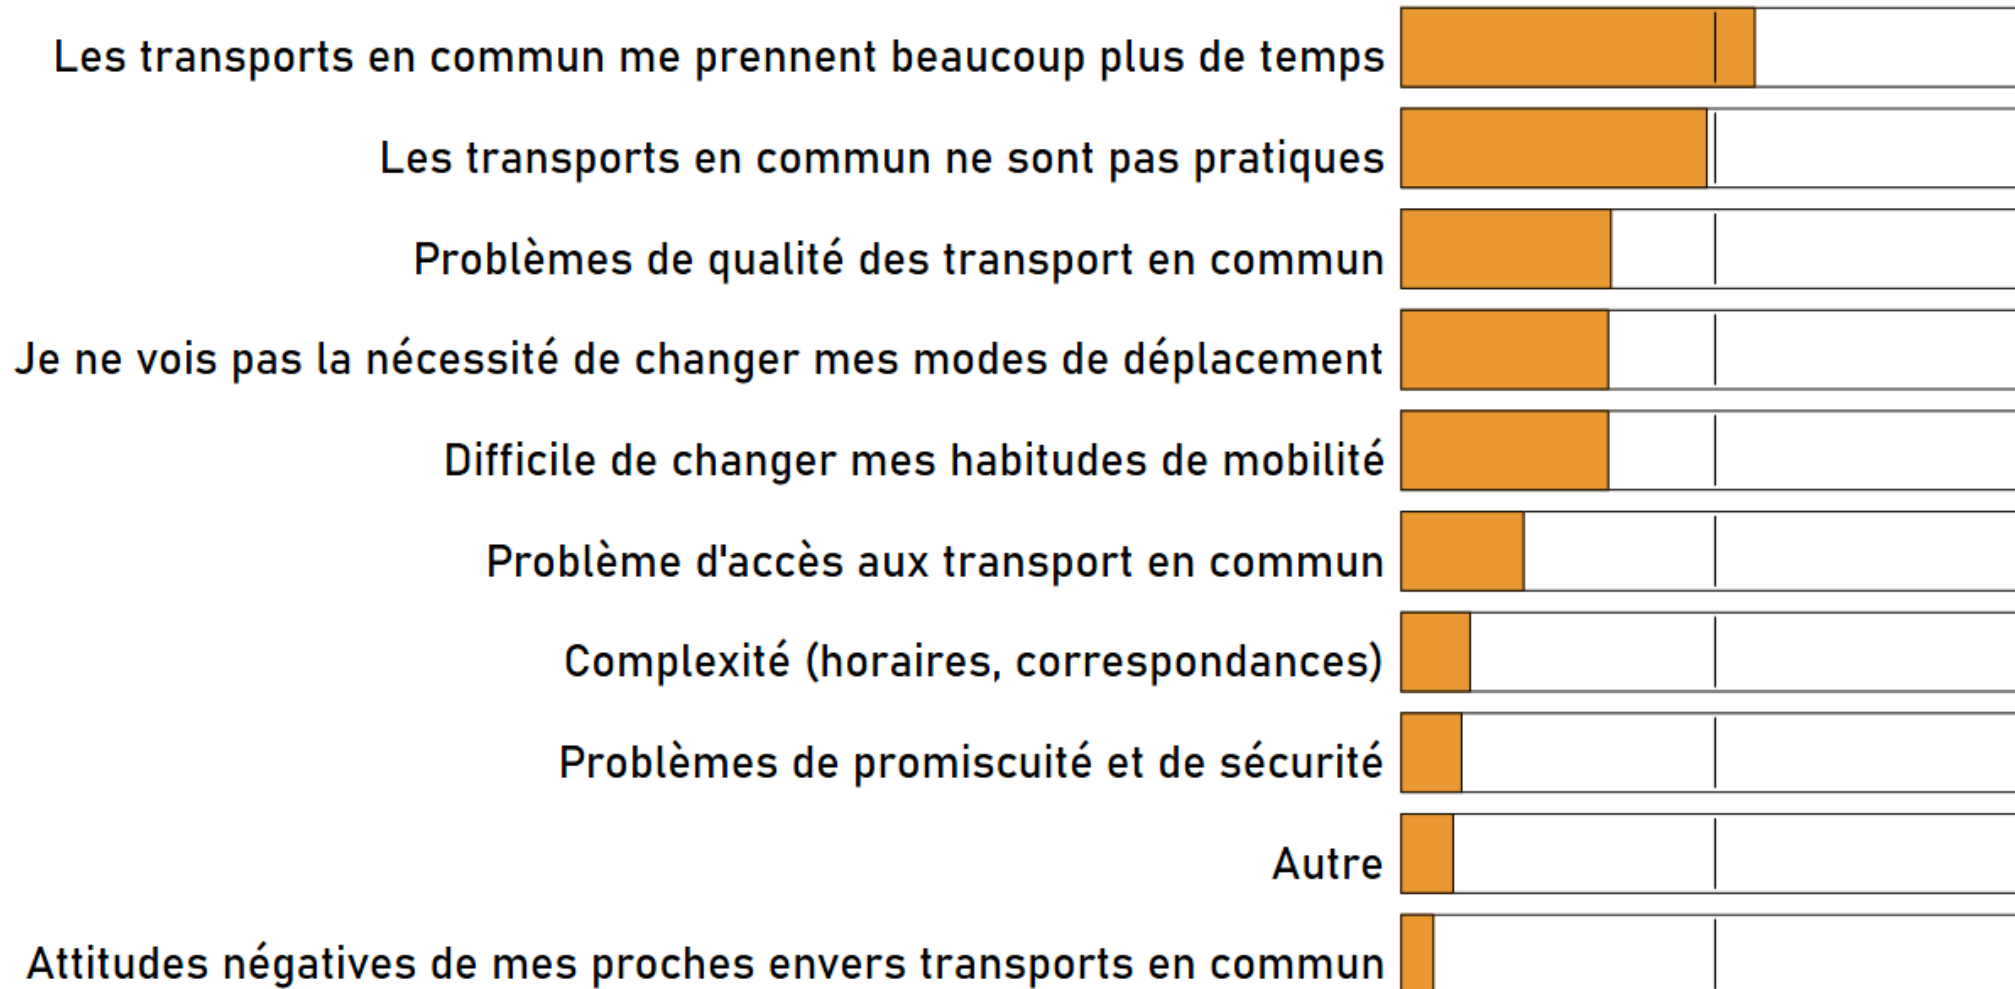 Les transports en commun me prennent beaucoup plus de temps
Les transports en commun ne sont pas pratiques
Problèmes de qualité des transport en commun
Je ne vois pas la nécessité de changer mes modes de déplacement
Difficile de changer mes habitudes de mobilité
Problème d'accès aux transport en commun
Complexité (horaires, correspondances)
Problèmes de promiscuité et de sécurité
Autre
Attitudes négatives de mes proches envers transports en commun